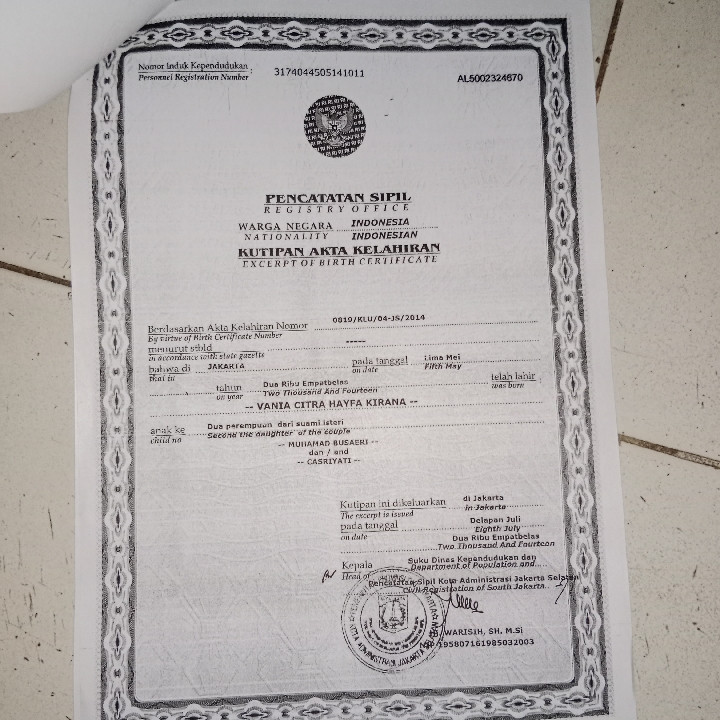 Nomor Induk Kependudukan :
Personnel Registration Number
3174044505141011
AL5002324670
PENCATATAN SIPIL
REGISTRY OFFICE
WARGA NEGARA INDONESIA
NATIONALITY INDONESIAN
KUTIPAN AKTA KELAHIRAN
EXCERPT OF BIRTH CERTIFICATE
Berdasarkan Akta Kelahiran Nomor 0819/KLU/04-JS/2014
By virtue of Birth Certificate Number
menurut stbld -----
in accordance with state gazette
bahwa di JAKARTA pada tanggal Lima Mei
that in on date Fifth May
tahun Dua Ribu Empatbelas telah lahir
on year Two Thousand And Fourteen was born
-- VANIA CITRA HAYFA KIRANA --
anak ke Dua perempuan dari suami isteri
child no Second the daughter of the couple
-- MUHAMAD BUSAERI --
dan / and
-- CASRIYATI --
Kutipan ini dikeluarkan di Jakarta
The excerpt is issued in Jakarta
pada tanggal Delapan Juli
on date Eighth July
Dua Ribu Empatbelas
Two Thousand And Fourteen
Kepala Suku Dinas Kependudukan dan
Head of Department of Population and
Pencatatan Sipil Kota Administrasi Jakarta Selatan
Civil Registration of South Jakarta
WARISIH, SH, M.Si
195807161985032003